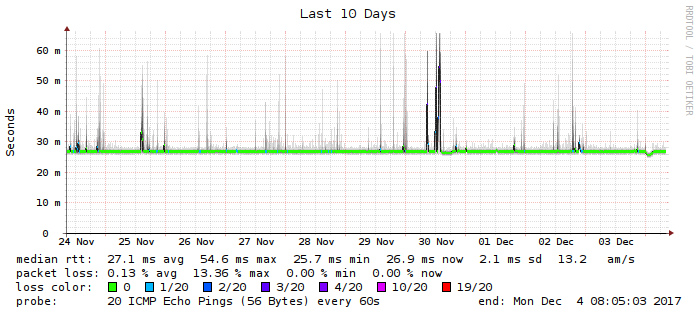 Last 10 Days
RRDTOOL / TOBI OETIKER
Seconds
60 m
50 m
40 m
30 m
20 m
10 m
0
24 Nov 25 Nov 26 Nov 27 Nov 28 Nov 29 Nov 30 Nov 01 Dec 02 Dec 03 Dec
median rtt: 27.1 ms avg 54.6 ms max 25.7 ms min 26.9 ms now 2.1 ms sd 13.2 am/s
packet loss: 0.13 % avg 13.36 % max 0.00 % min 0.00 % now
loss color: 0 1/20 2/20 3/20 4/20 10/20 19/20
probe: 20 ICMP Echo Pings (56 Bytes) every 60s end: Mon Dec 4 08:05:03 2017